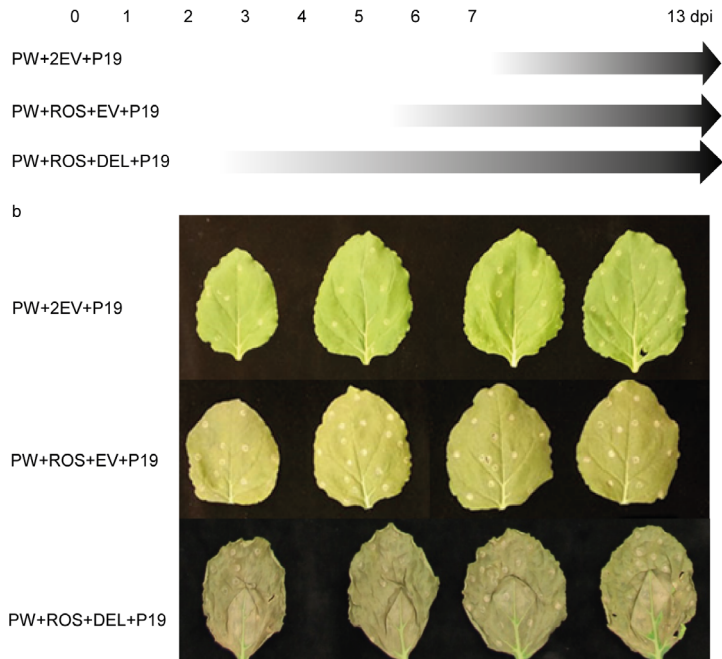 0 1 2 3 4 5 6 7 13 dpi
PW+2EV+P19
PW+ROS+EV+P19
PW+ROS+DEL+P19
b
PW+2EV+P19
PW+ROS+EV+P19
PW+ROS+DEL+P19